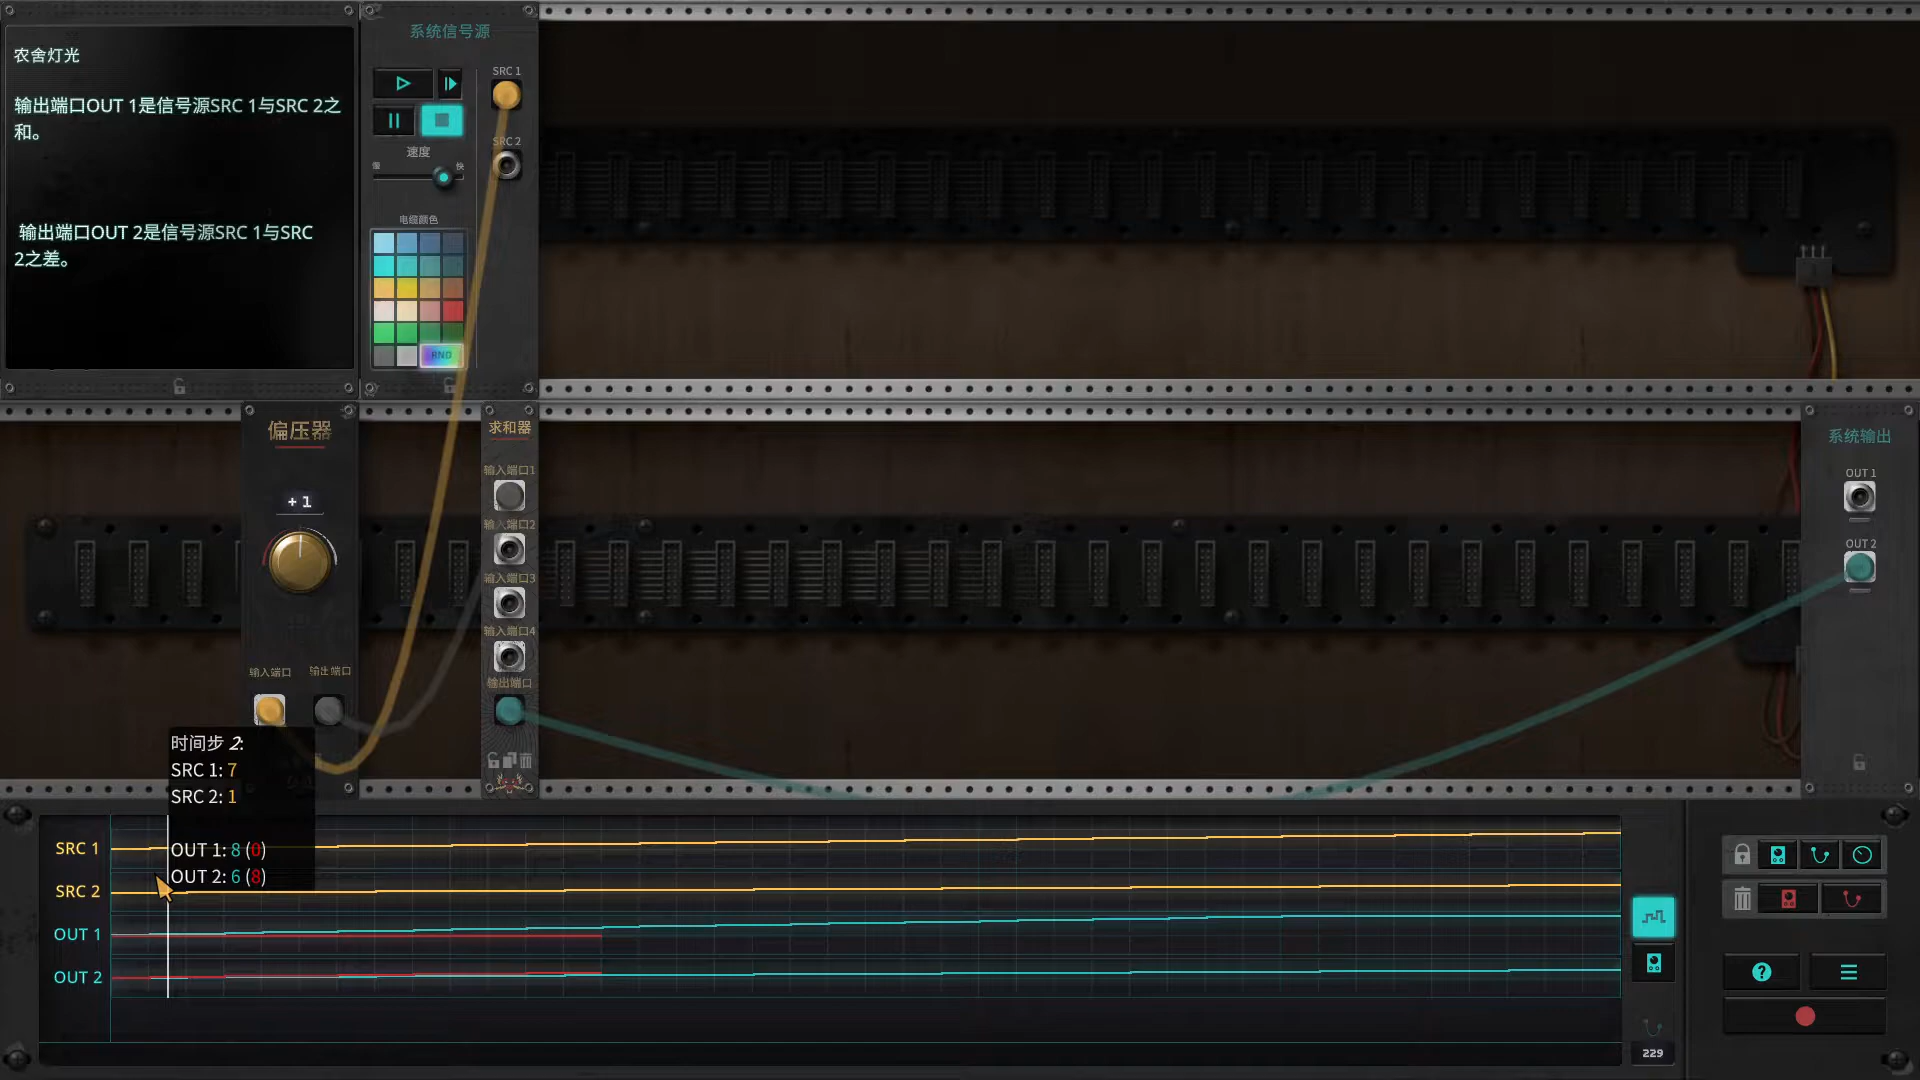 农舍灯光
输出端口OUT 1是信号源SRC 1与SRC 2之
和。
输出端口OUT 2是信号源SRC 1与SRC
2之差。
系统信号源
SRC 1
SRC 2
速度
慢
快
电缆颜色
RND
偏压器
+1
输入端口
输出端口
求和器
输入端口1
输入端口2
输入端口3
输入端口4
输出端口
系统输出
OUT 1
OUT 2
时间步 2:
SRC 1: 7
SRC 2: 1
OUT 1: 8 (0)
OUT 2: 6 (8)
SRC 1
SRC 2
OUT 1
OUT 2
?
229